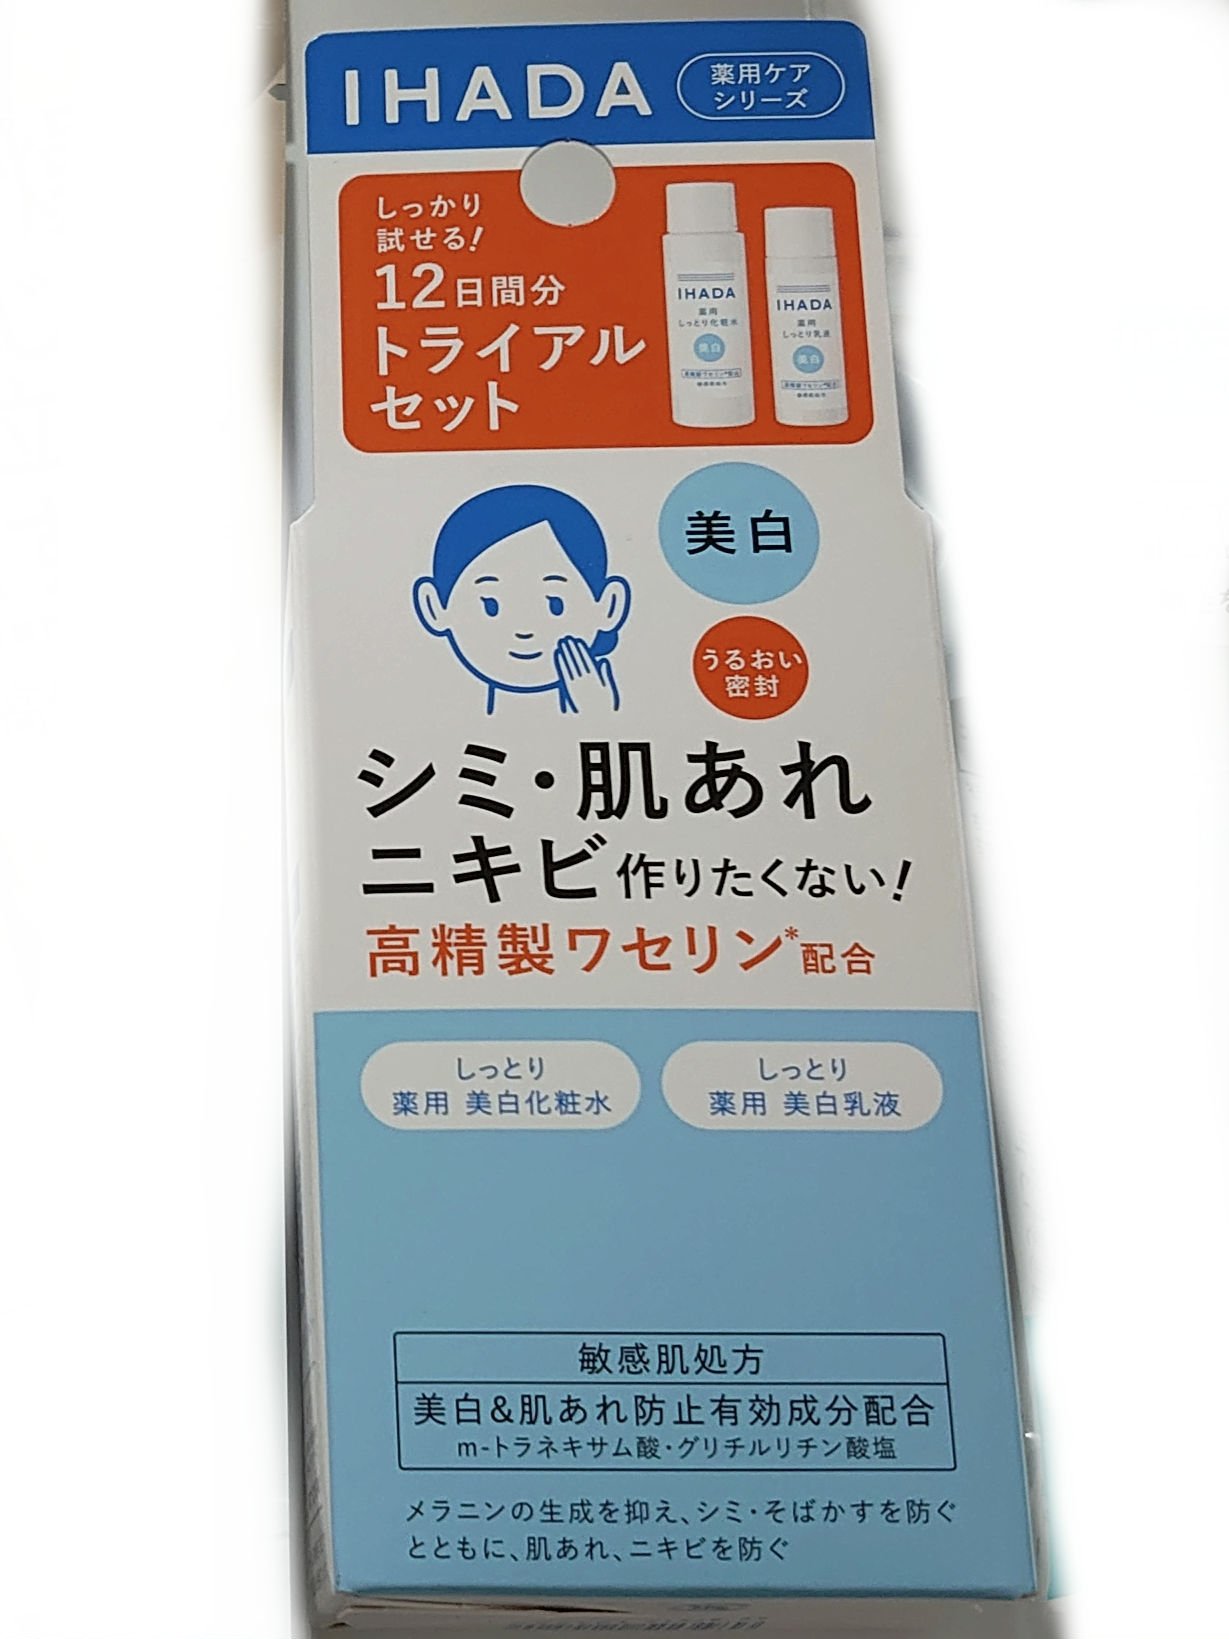 IHADA
薬用ケア
シリーズ
しっかり
試せる!
12日間分
トライアル
セット
IHADA
薬用
しっとり化粧水
美白
IHADA
薬用
しっとり乳液
美白
美白
うるおい
密封
シミ・肌あれ
ニキビ作りたくない!
高精製ワセリン*配合
しっとり
薬用 美白化粧水
しっとり
薬用 美白乳液
敏感肌処方
美白&肌あれ防止有効成分配合
m-トラネキサム酸・グリチルリチン酸塩
メラニンの生成を抑え、シミ・そばかすを防ぐ
とともに、肌あれ、ニキビを防ぐ